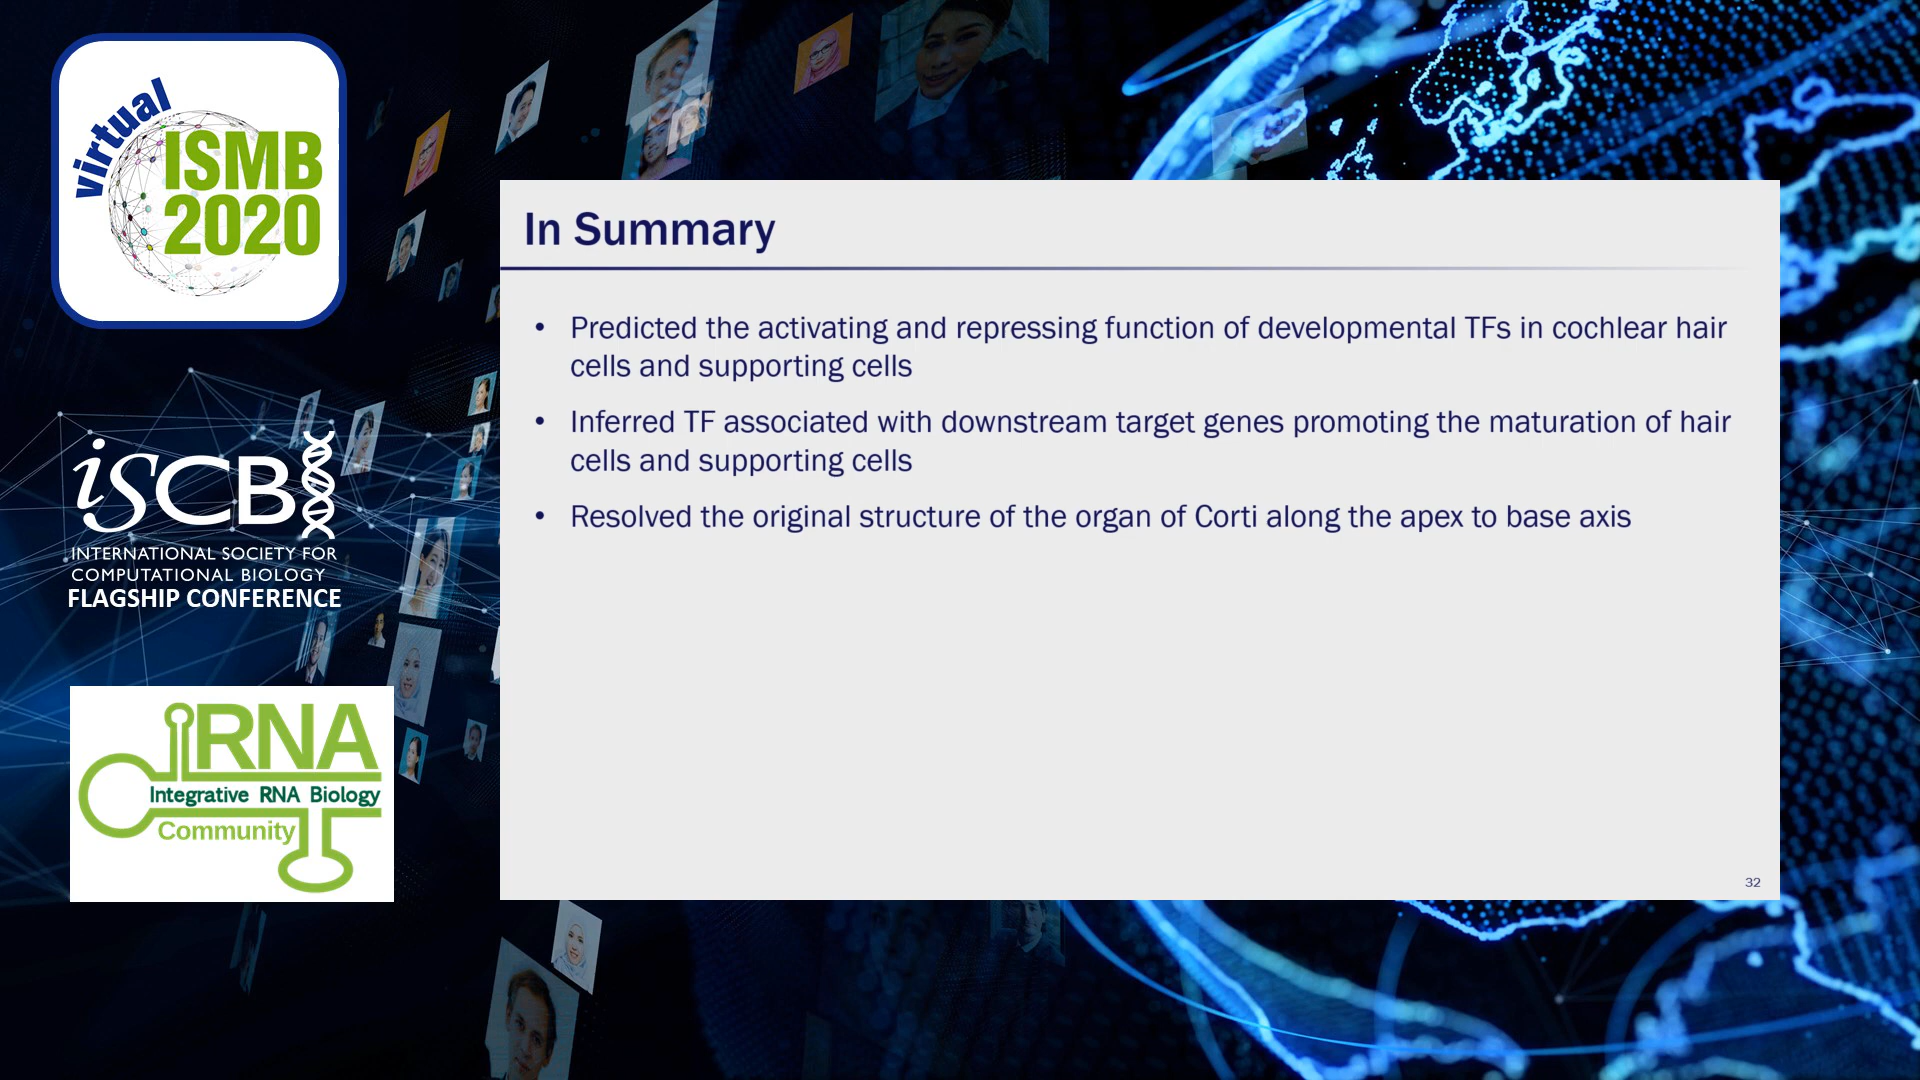 virtual
ISMB
2020
iSCB
INTERNATIONAL SOCIETY FOR
COMPUTATIONAL BIOLOGY
FLAGSHIP CONFERENCE
iRNA
Integrative RNA Biology
Community
In Summary
• Predicted the activating and repressing function of developmental TFs in cochlear hair
cells and supporting cells
• Inferred TF associated with downstream target genes promoting the maturation of hair
cells and supporting cells
• Resolved the original structure of the organ of Corti along the apex to base axis
32